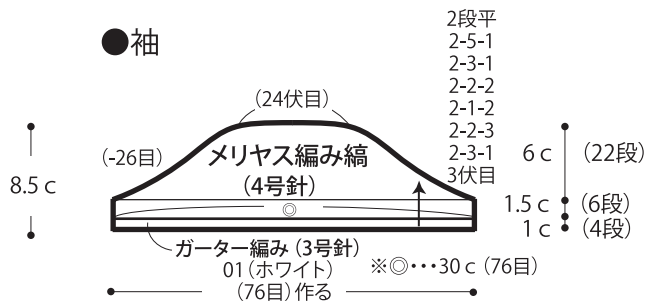 ●袖
2段平
2-5-1
2-3-1
2-2-2
2-1-2
2-2-3
2-3-1
3伏目
(24伏目)
(-26目)
メリヤス編み縞
(4号針)
8.5 c
6 c (22段)
1.5 c (6段)
1 c (4段)
◎
ガーター編み (3号針)
01 (ホワイト)
(76目) 作る
※◎・・・30 c (76目)